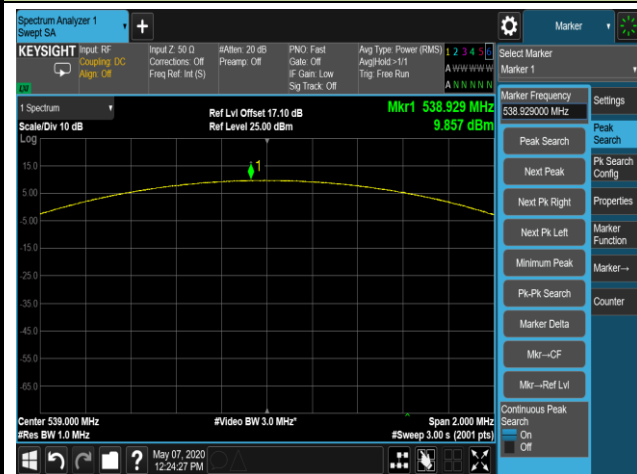 Spectrum Analyzer 1
Swept SA
+
Marker
KEYSIGHT
Input: RF
Coupling: DC
Align: Off
Input Z: 50 Ω
Corrections: Off
Freq Ref: Int (S)
#Atten: 20 dB
Preamp: Off
PNO: Fast
Gate: Off
IF Gain: Low
Sig Track: Off
Avg Type: Power (RMS)
Avg|Hold:>1/1
Trig: Free Run
1 2 3 4 5 6
A W W W W W
A N N N N N
Select Marker
Marker 1
1 Spectrum
Scale/Div 10 dB
Log
Ref Lvl Offset 17.10 dB
Ref Level 25.00 dBm
Mkr1 538.929 MHz
9.857 dBm
1
15.0
5.00
-5.00
-15.0
-25.0
-35.0
-45.0
-55.0
-65.0
Center 539.000 MHz
#Res BW 1.0 MHz
#Video BW 3.0 MHz*
Span 2.000 MHz
#Sweep 3.00 s (2001 pts)
Marker Frequency
538.929000 MHz
Peak Search
Next Peak
Next Pk Right
Next Pk Left
Minimum Peak
Pk-Pk Search
Marker Delta
Mkr→CF
Mkr→Ref Lvl
Continuous Peak
Search
On
Off
Settings
Peak
Search
Pk Search
Config
Properties
Marker
Function
Marker→
Counter
?
May 07, 2020
12:24:27 PM